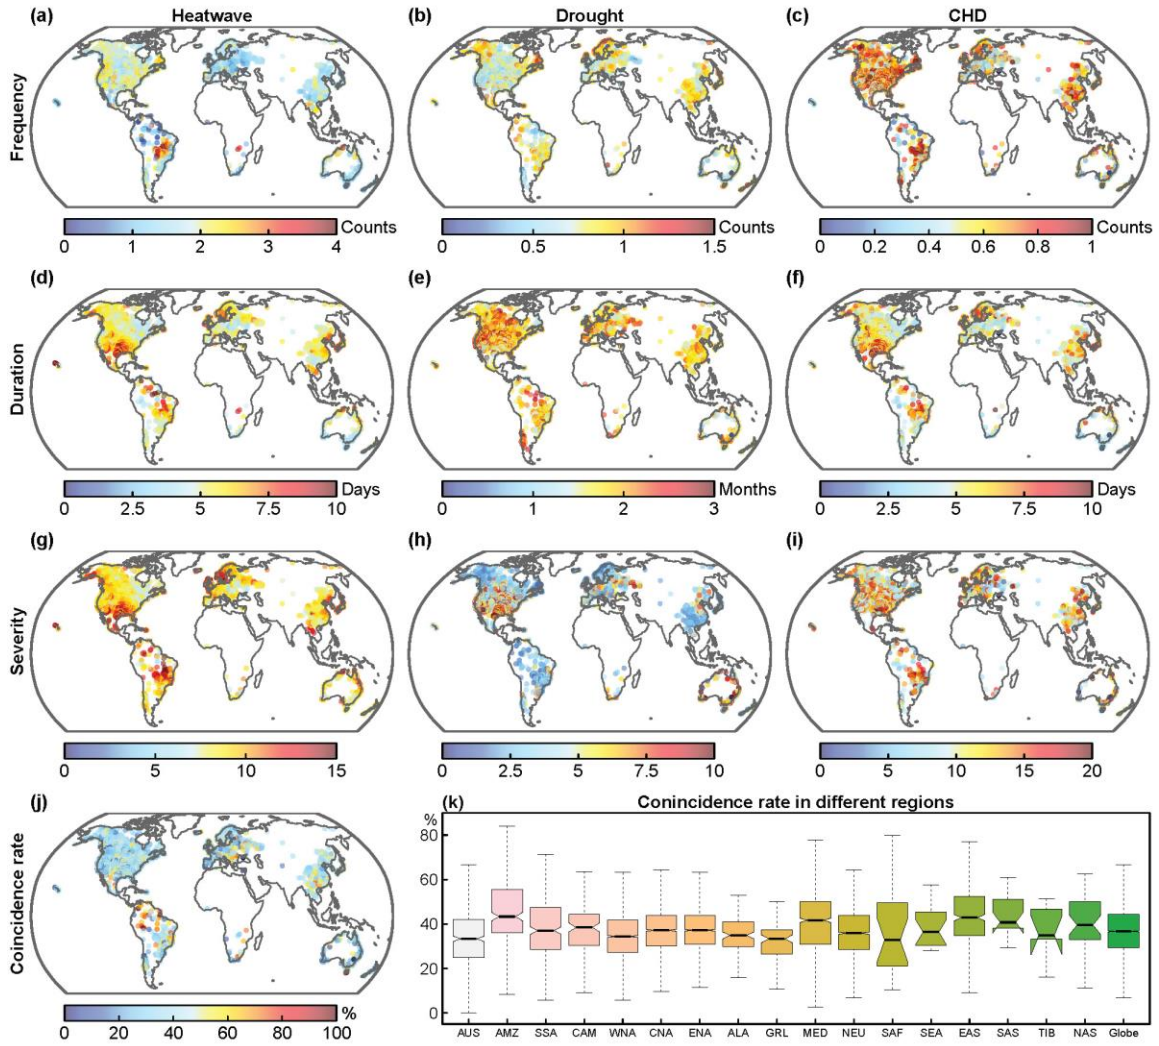 (a) Heatwave (b) Drought (c) CHD
Frequency
0 1 2 3 4 Counts 0 0.5 1 1.5 Counts 0 0.2 0.4 0.6 0.8 1 Counts
(d) (e) (f)
Duration
0 2.5 5 7.5 10 Days 0 1 2 3 Months 0 2.5 5 7.5 10 Days
(g) (h) (i)
Severity
0 5 10 15 0 2.5 5 7.5 10 0 5 10 15 20
(j) (k) Conincidence rate in different regions
Coincidence rate
%
80
60
40
20
0
0 20 40 60 80 100 %
AUS AMZ SSA CAM WNA CNA ENA ALA GRL MED NEU SAF SEA EAS SAS TIB NAS Globe